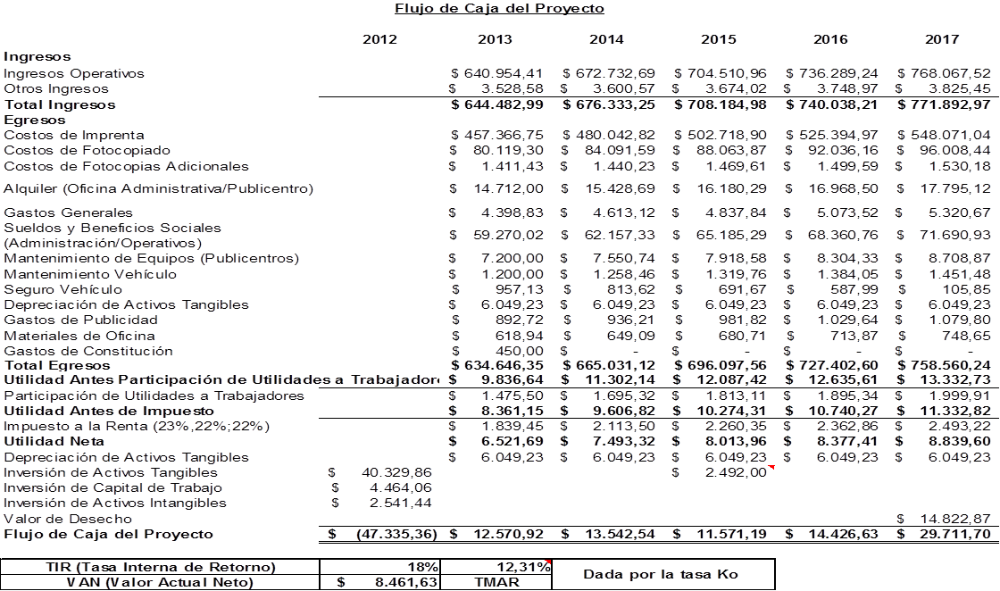 Flujo de Caja del Proyecto
2012 2013 2014 2015 2016 2017
Ingresos
Ingresos Operativos $ 640.954,41 $ 672.732,69 $ 704.510,96 $ 736.289,24 $ 768.067,52
Otros Ingresos $ 3.528,58 $ 3.600,57 $ 3.674,02 $ 3.748,97 $ 3.825,45
Total Ingresos $ 644.482,99 $ 676.333,25 $ 708.184,98 $ 740.038,21 $ 771.892,97
Egresos
Costos de Imprenta $ 457.366,75 $ 480.042,82 $ 502.718,90 $ 525.394,97 $ 548.071,04
Costos de Fotocopiado $ 80.119,30 $ 84.091,59 $ 88.063,87 $ 92.036,16 $ 96.008,44
Costos de Fotocopias Adicionales $ 1.411,43 $ 1.440,23 $ 1.469,61 $ 1.499,59 $ 1.530,18
Alquiler (Oficina Administrativa/Publicentro) $ 14.712,00 $ 15.428,69 $ 16.180,29 $ 16.968,50 $ 17.795,12
Gastos Generales $ 4.398,83 $ 4.613,12 $ 4.837,84 $ 5.073,52 $ 5.320,67
Sueldos y Beneficios Sociales
(Administración/Operativos) $ 59.270,02 $ 62.157,33 $ 65.185,29 $ 68.360,76 $ 71.690,93
Mantenimiento de Equipos (Publicentros) $ 7.200,00 $ 7.550,74 $ 7.918,58 $ 8.304,33 $ 8.708,87
Mantenimiento Vehículo $ 1.200,00 $ 1.258,46 $ 1.319,76 $ 1.384,05 $ 1.451,48
Seguro Vehículo $ 957,13 $ 813,62 $ 691,67 $ 587,99 $ 105,85
Depreciación de Activos Tangibles $ 6.049,23 $ 6.049,23 $ 6.049,23 $ 6.049,23 $ 6.049,23
Gastos de Publicidad $ 892,72 $ 936,21 $ 981,82 $ 1.029,64 $ 1.079,80
Materiales de Oficina $ 618,94 $ 649,09 $ 680,71 $ 713,87 $ 748,65
Gastos de Constitución $ 450,00 $ - $ - $ - $ -
Total Egresos $ 634.646,35 $ 665.031,12 $ 696.097,56 $ 727.402,60 $ 758.560,24
Utilidad Antes Participación de Utilidades a Trabajadore $ 9.836,64 $ 11.302,14 $ 12.087,42 $ 12.635,61 $ 13.332,73
Participación de Utilidades a Trabajadores $ 1.475,50 $ 1.695,32 $ 1.813,11 $ 1.895,34 $ 1.999,91
Utilidad Antes de Impuesto $ 8.361,15 $ 9.606,82 $ 10.274,31 $ 10.740,27 $ 11.332,82
Impuesto a la Renta (23%,22%;22%) $ 1.839,45 $ 2.113,50 $ 2.260,35 $ 2.362,86 $ 2.493,22
Utilidad Neta $ 6.521,69 $ 7.493,32 $ 8.013,96 $ 8.377,41 $ 8.839,60
Depreciación de Activos Tangibles $ 6.049,23 $ 6.049,23 $ 6.049,23 $ 6.049,23 $ 6.049,23
Inversión de Activos Tangibles $ 40.329,86 $ 2.492,00
Inversión de Capital de Trabajo $ 4.464,06
Inversión de Activos Intangibles $ 2.541,44
Valor de Desecho $ 14.822,87
Flujo de Caja del Proyecto $ (47.335,36) $ 12.570,92 $ 13.542,54 $ 11.571,19 $ 14.426,63 $ 29.711,70
TIR (Tasa Interna de Retorno) 18% 12,31% Dada por la tasa Ko
VAN (Valor Actual Neto) $ 8.461,63 TMAR